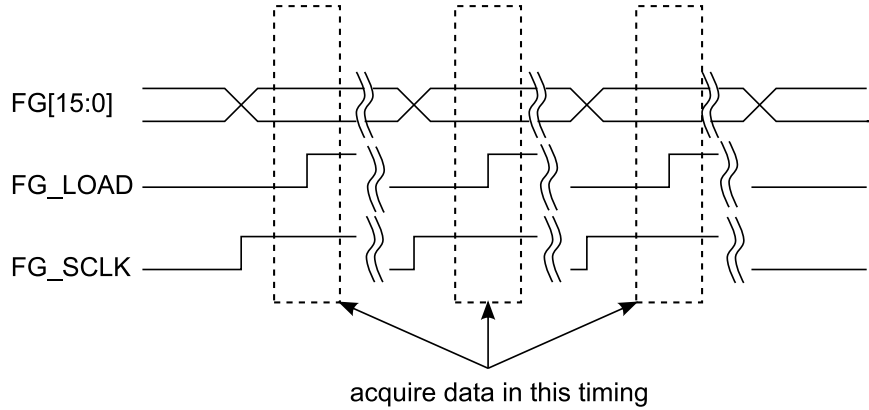 FG[15:0]
FG_LOAD
FG_SCLK
acquire data in this timing